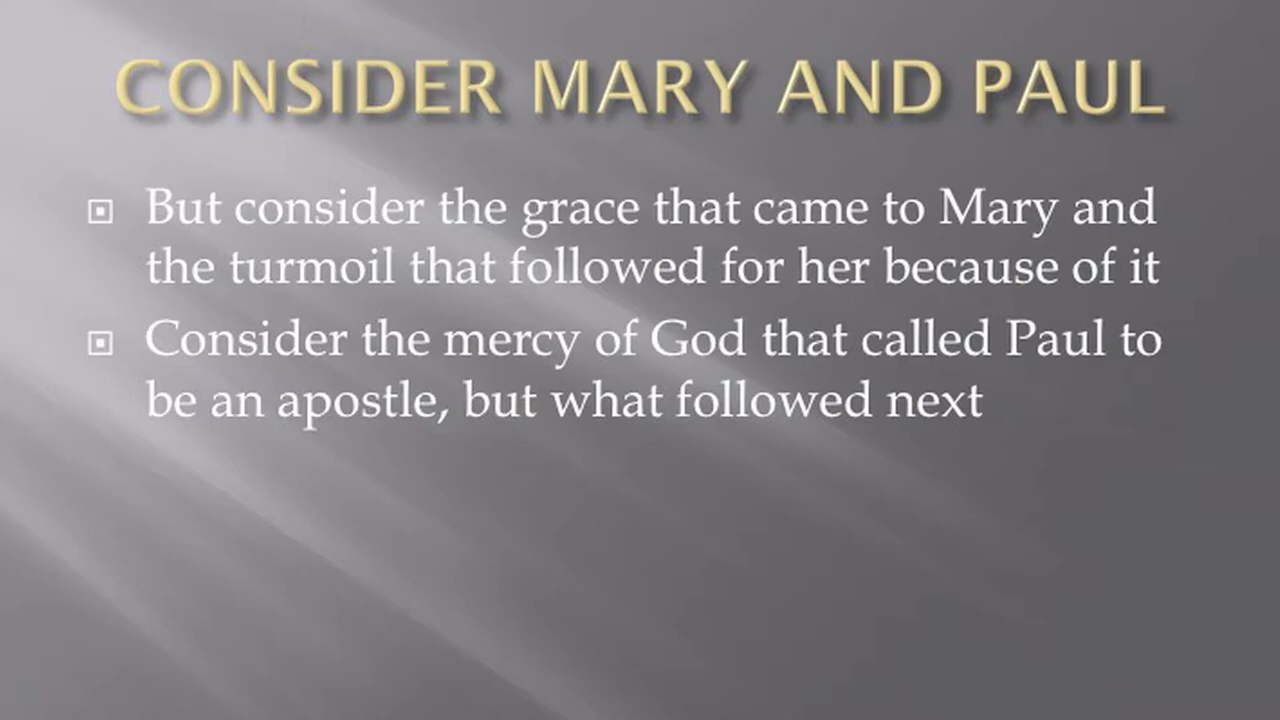 CONSIDER MARY AND PAUL
But consider the grace that came to Mary and
the turmoil that followed for her because of it
Consider the mercy of God that called Paul to
be an apostle, but what followed next